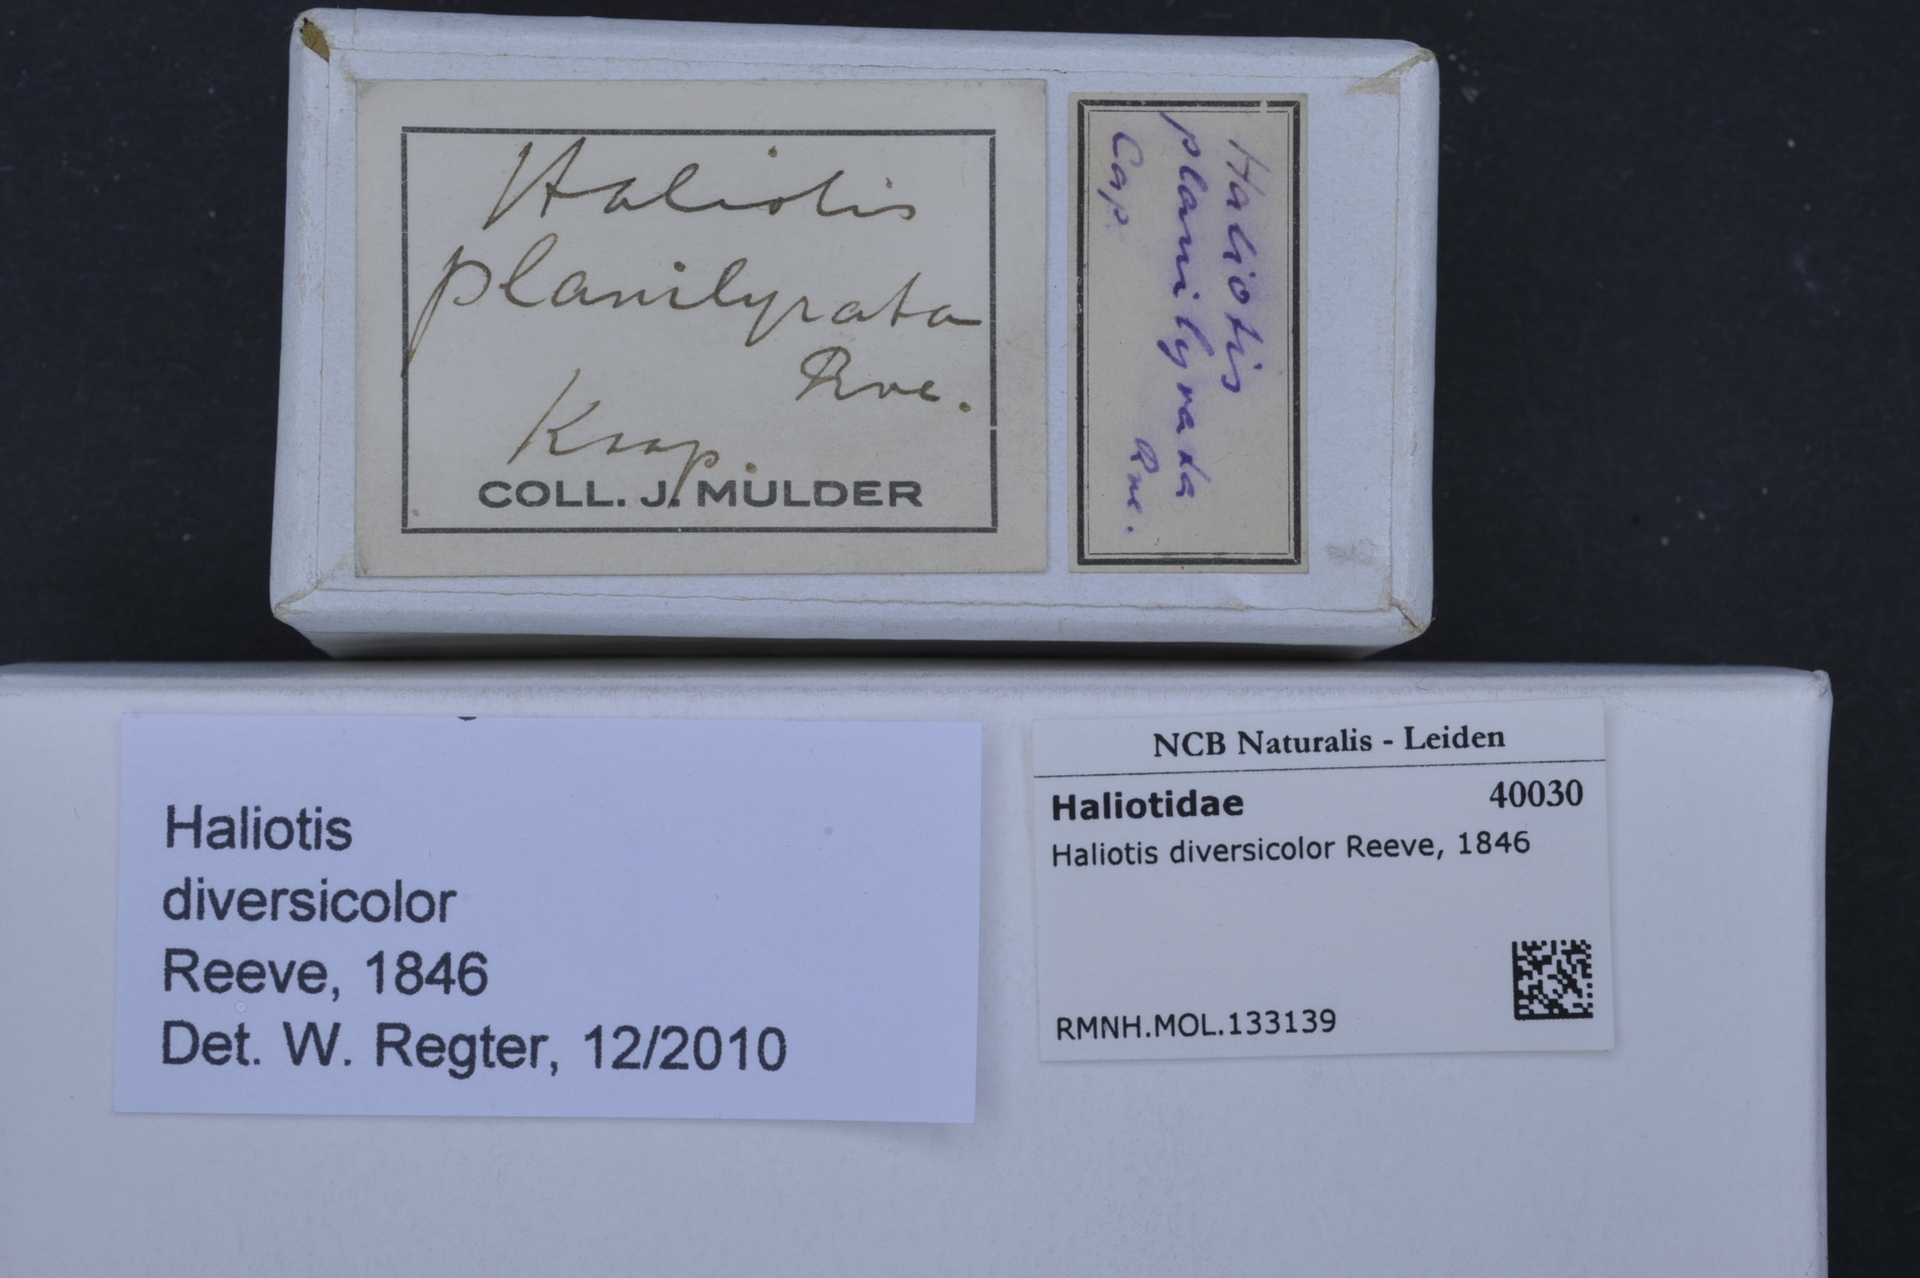 Haliotis
planilyrata
Rve.
Kaap.
COLL. J. MULDER
Haliotis
planilyrata
Cap. Rve.
Haliotis
diversicolor
Reeve, 1846
Det. W. Regter, 12/2010
NCB Naturalis - Leiden
Haliotidae 40030
Haliotis diversicolor Reeve, 1846
RMNH.MOL.133139